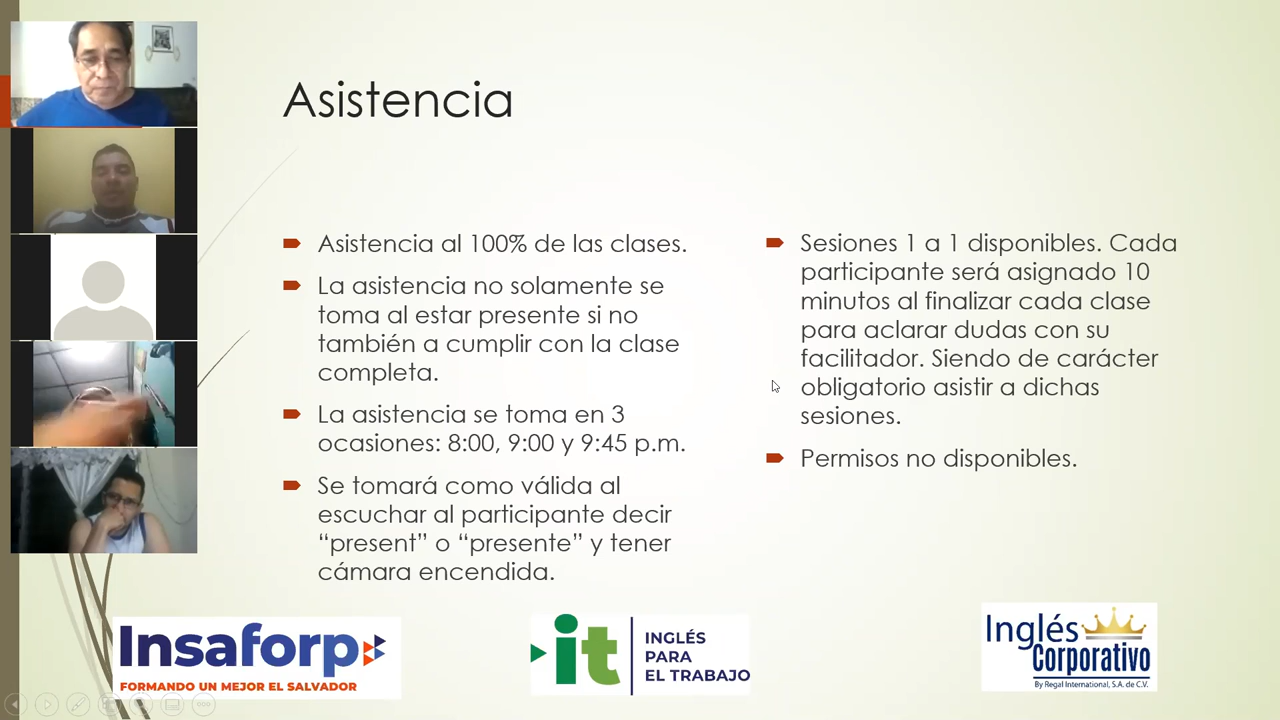 Asistencia
Asistencia al 100% de las clases.
La asistencia no solamente se
toma al estar presente si no
también a cumplir con la clase
completa.
La asistencia se toma en 3
ocasiones: 8:00, 9:00 y 9:45 p.m.
Se tomará como válida al
escuchar al participante decir
“present” o “presente” y tener
cámara encendida.
Sesiones 1 a 1 disponibles. Cada
participante será asignado 10
minutos al finalizar cada clase
para aclarar dudas con su
facilitador. Siendo de carácter
obligatorio asistir a dichas
sesiones.
Permisos no disponibles.
Insaforp
FORMANDO UN MEJOR EL SALVADOR
it
INGLÉS
PARA
EL TRABAJO
Inglés
Corporativo
By Regal International, S.A. de C.V.